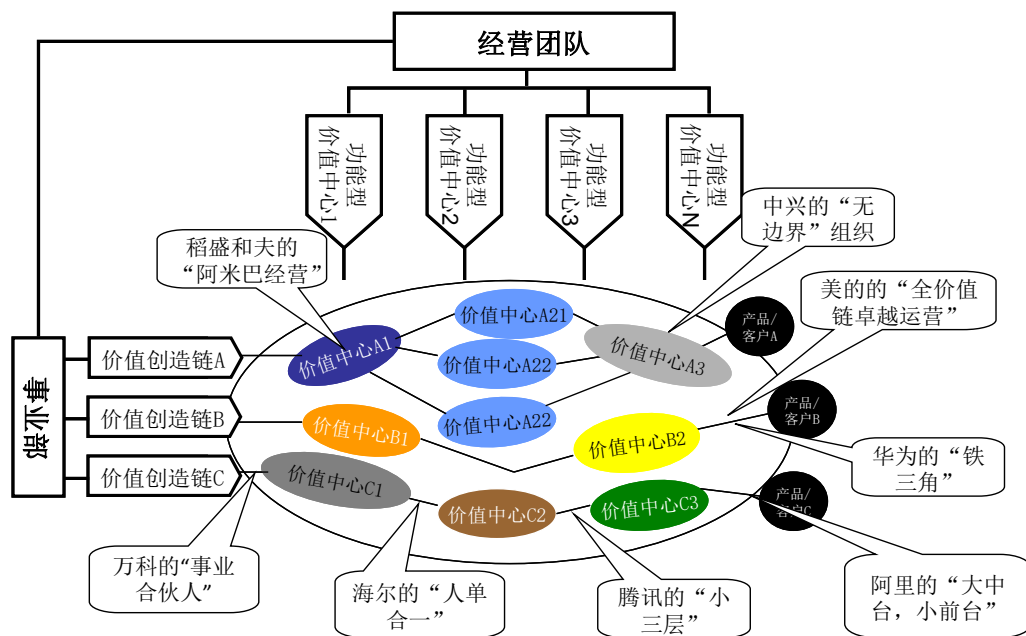 经营团队
功能型
价值中心1
功能型
价值中心2
功能型
价值中心3
功能型
价值中心N
中兴的“无
边界”组织
稻盛和夫的
“阿米巴经营”
美的的“全价值
链卓越运营”
事业部
价值创造链A
价值创造链B
价值创造链C
价值中心A1
价值中心A21
价值中心A22
价值中心A22
价值中心A3
产品/
客户A
价值中心B1
价值中心B2
产品/
客户B
价值中心C1
价值中心C2
价值中心C3
产品/
客户C
华为的“铁
三角”
万科的“事业
合伙人”
海尔的“人单
合一”
腾讯的“小
三层”
阿里的“大中
台，小前台”